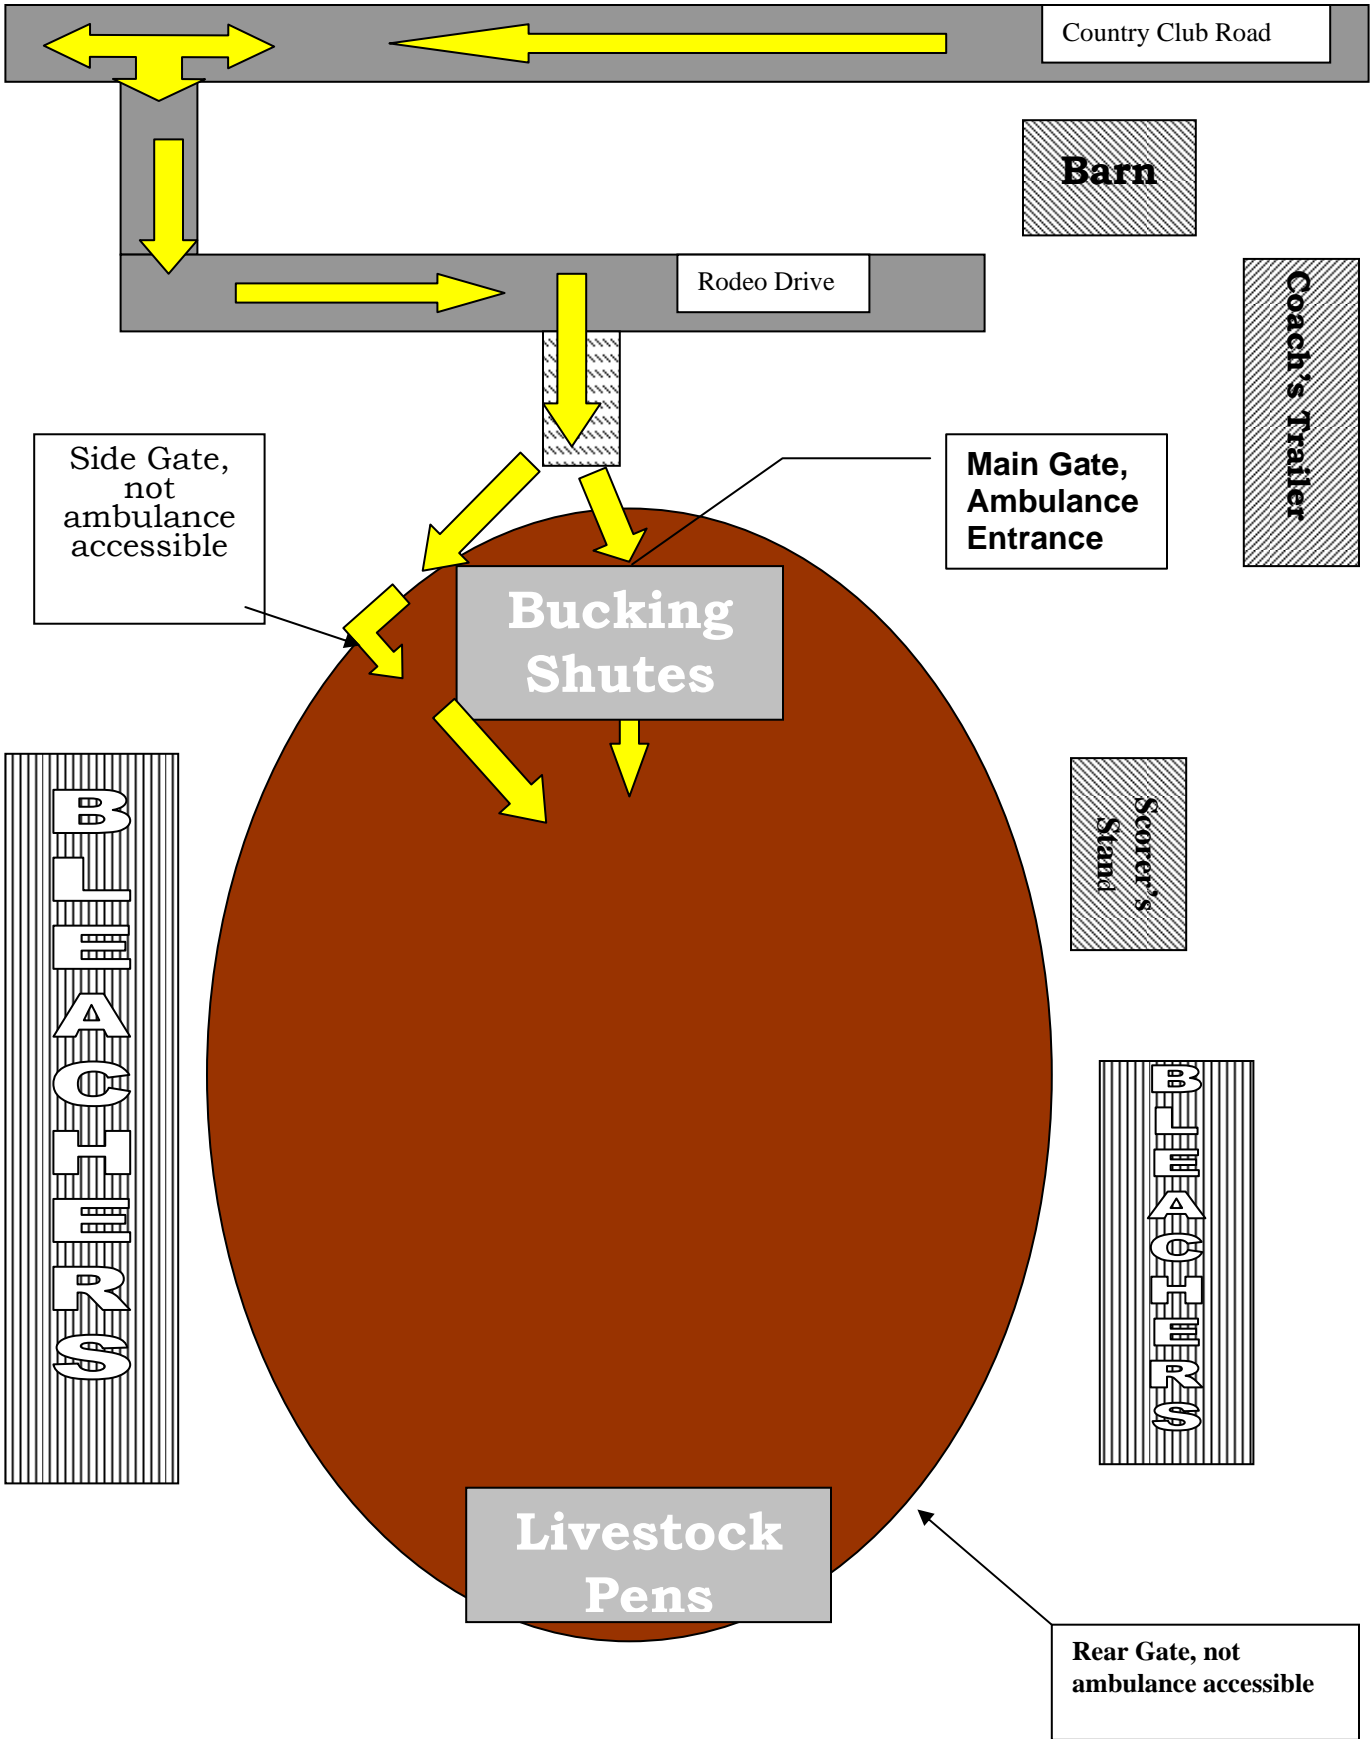 Country Club Road
Barn
Rodeo Drive
Coach's Trailer
Side Gate,
not
ambulance
accessible
Main Gate,
Ambulance
Entrance
Bucking
Shutes
Scorer's
Stand
BLEACHERS
BLEACHERS
Livestock
Pens
Rear Gate, not
ambulance accessible